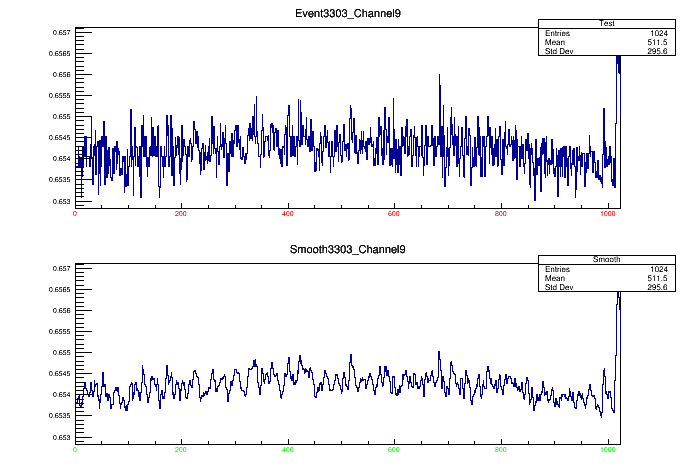 Event3303_Channel9
Test
Entries 1024
Mean 511.5
Std Dev 295.6
0.657
0.6565
0.656
0.6555
0.655
0.6545
0.654
0.6535
0.653
0 200 400 600 800 1000
Smooth3303_Channel9
Smooth
Entries 1024
Mean 511.5
Std Dev 295.6
0.657
0.6565
0.656
0.6555
0.655
0.6545
0.654
0.6535
0.653
0 200 400 600 800 1000